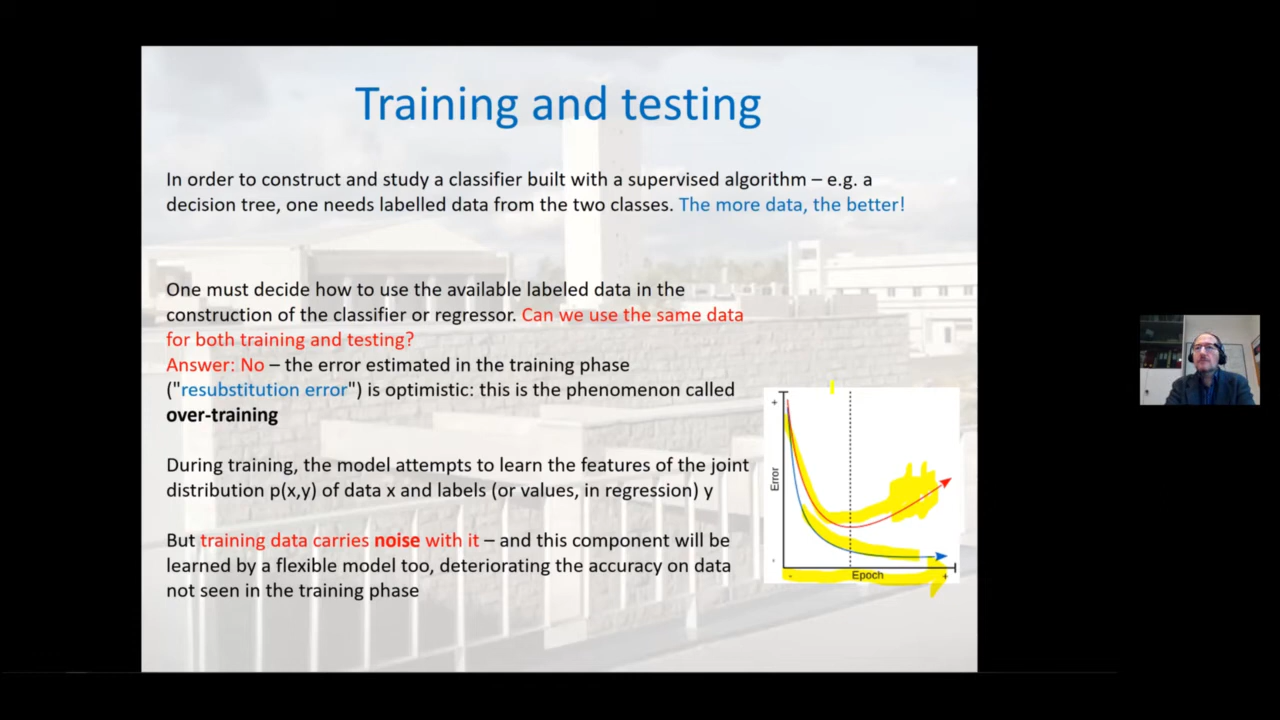 Training and testing
In order to construct and study a classifier built with a supervised algorithm – e.g. a
decision tree, one needs labelled data from the two classes. The more data, the better!
One must decide how to use the available labeled data in the
construction of the classifier or regressor. Can we use the same data
for both training and testing?
Answer: No – the error estimated in the training phase
("resubstitution error") is optimistic: this is the phenomenon called
over-training
During training, the model attempts to learn the features of the joint
distribution p(x,y) of data x and labels (or values, in regression) y
But training data carries noise with it – and this component will be
learned by a flexible model too, deteriorating the accuracy on data
not seen in the training phase
+
Error
-
- Epoch +